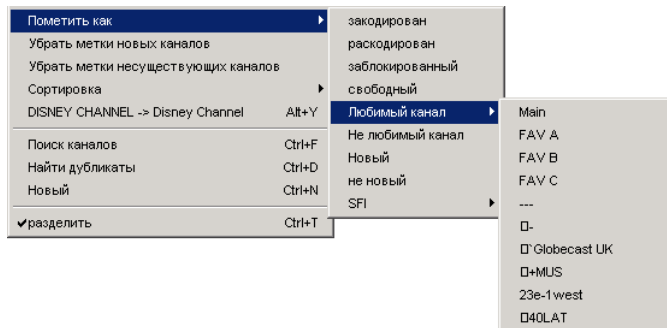 Пометить как
Убрать метки новых каналов
Убрать метки несуществующих каналов
Сортировка
DISNEY CHANNEL -> Disney Channel Alt+Y
Поиск каналов Ctrl+F
Найти дубликаты Ctrl+D
Новый Ctrl+N
✔разделить Ctrl+T
закодирован
раскодирован
заблокированный
свободный
Любимый канал
Не любимый канал
Новый
не новый
SFI
Main
FAV A
FAV B
FAV C
---
□-
□`Globecast UK
□+MUS
23e-1west
□40LAT